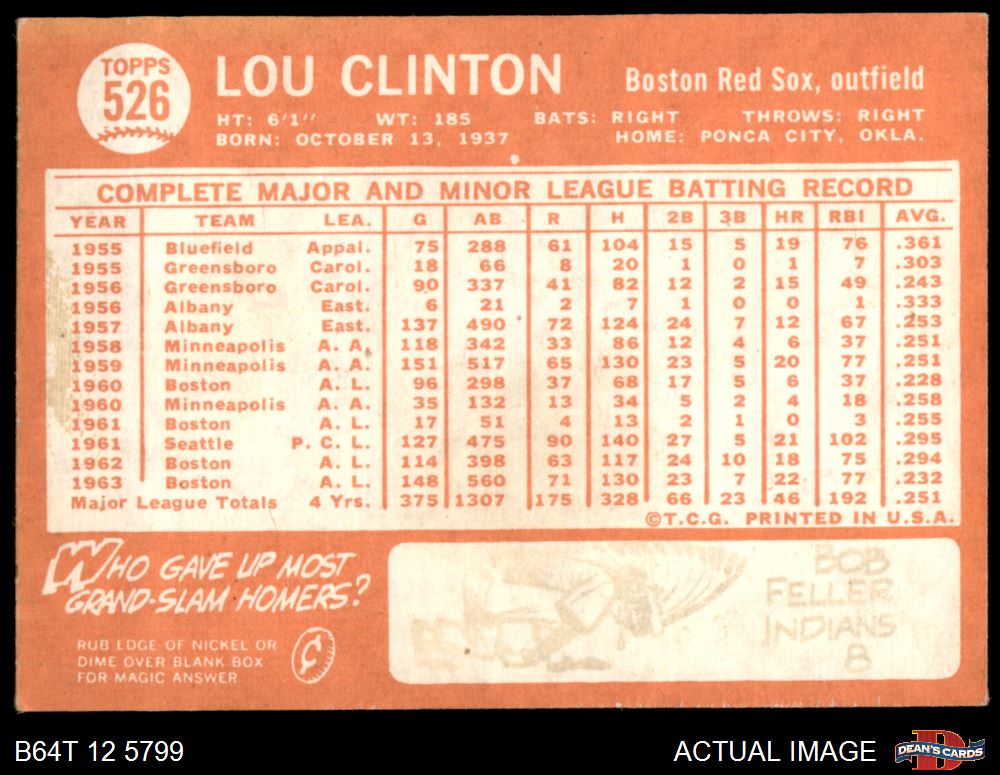 TOPPS
526
LOU CLINTON
Boston Red Sox, outfield
HT: 6'1" WT: 185 BATS: RIGHT THROWS: RIGHT
BORN: OCTOBER 13, 1937 HOME: PONCA CITY, OKLA.
COMPLETE MAJOR AND MINOR LEAGUE BATTING RECORD
YEAR TEAM LEA. G AB R H 2B 3B HR RBI AVG.
1955 Bluefield Appal. 75 288 61 104 15 5 19 76 .361
1955 Greensboro Carol. 18 66 8 20 1 0 1 7 .303
1956 Greensboro Carol. 90 337 41 82 12 2 15 49 .243
1956 Albany East. 6 21 2 7 1 0 0 1 .333
1957 Albany East. 137 490 72 124 24 7 12 67 .253
1958 Minneapolis A. A. 118 342 33 86 12 4 6 37 .251
1959 Minneapolis A. A. 151 517 65 130 23 5 20 77 .251
1960 Boston A. L. 96 298 37 68 17 5 6 37 .228
1960 Minneapolis A. A. 35 132 13 34 5 2 4 18 .258
1961 Boston A. L. 17 51 4 13 2 1 0 3 .255
1961 Seattle P. C. L. 127 475 90 140 27 5 21 102 .295
1962 Boston A. L. 114 398 63 117 24 10 18 75 .294
1963 Boston A. L. 148 560 71 130 23 7 22 77 .232
Major League Totals 4 Yrs. 375 1307 175 328 66 23 46 192 .251
©T.C.G. PRINTED IN U.S.A.
WHO GAVE UP MOST
GRAND-SLAM HOMERS?
RUB EDGE OF NICKEL OR
DIME OVER BLANK BOX
FOR MAGIC ANSWER
BOB
FELLER
INDIANS
8
B64T 12 5799
ACTUAL IMAGE
DEAN'S CARDS